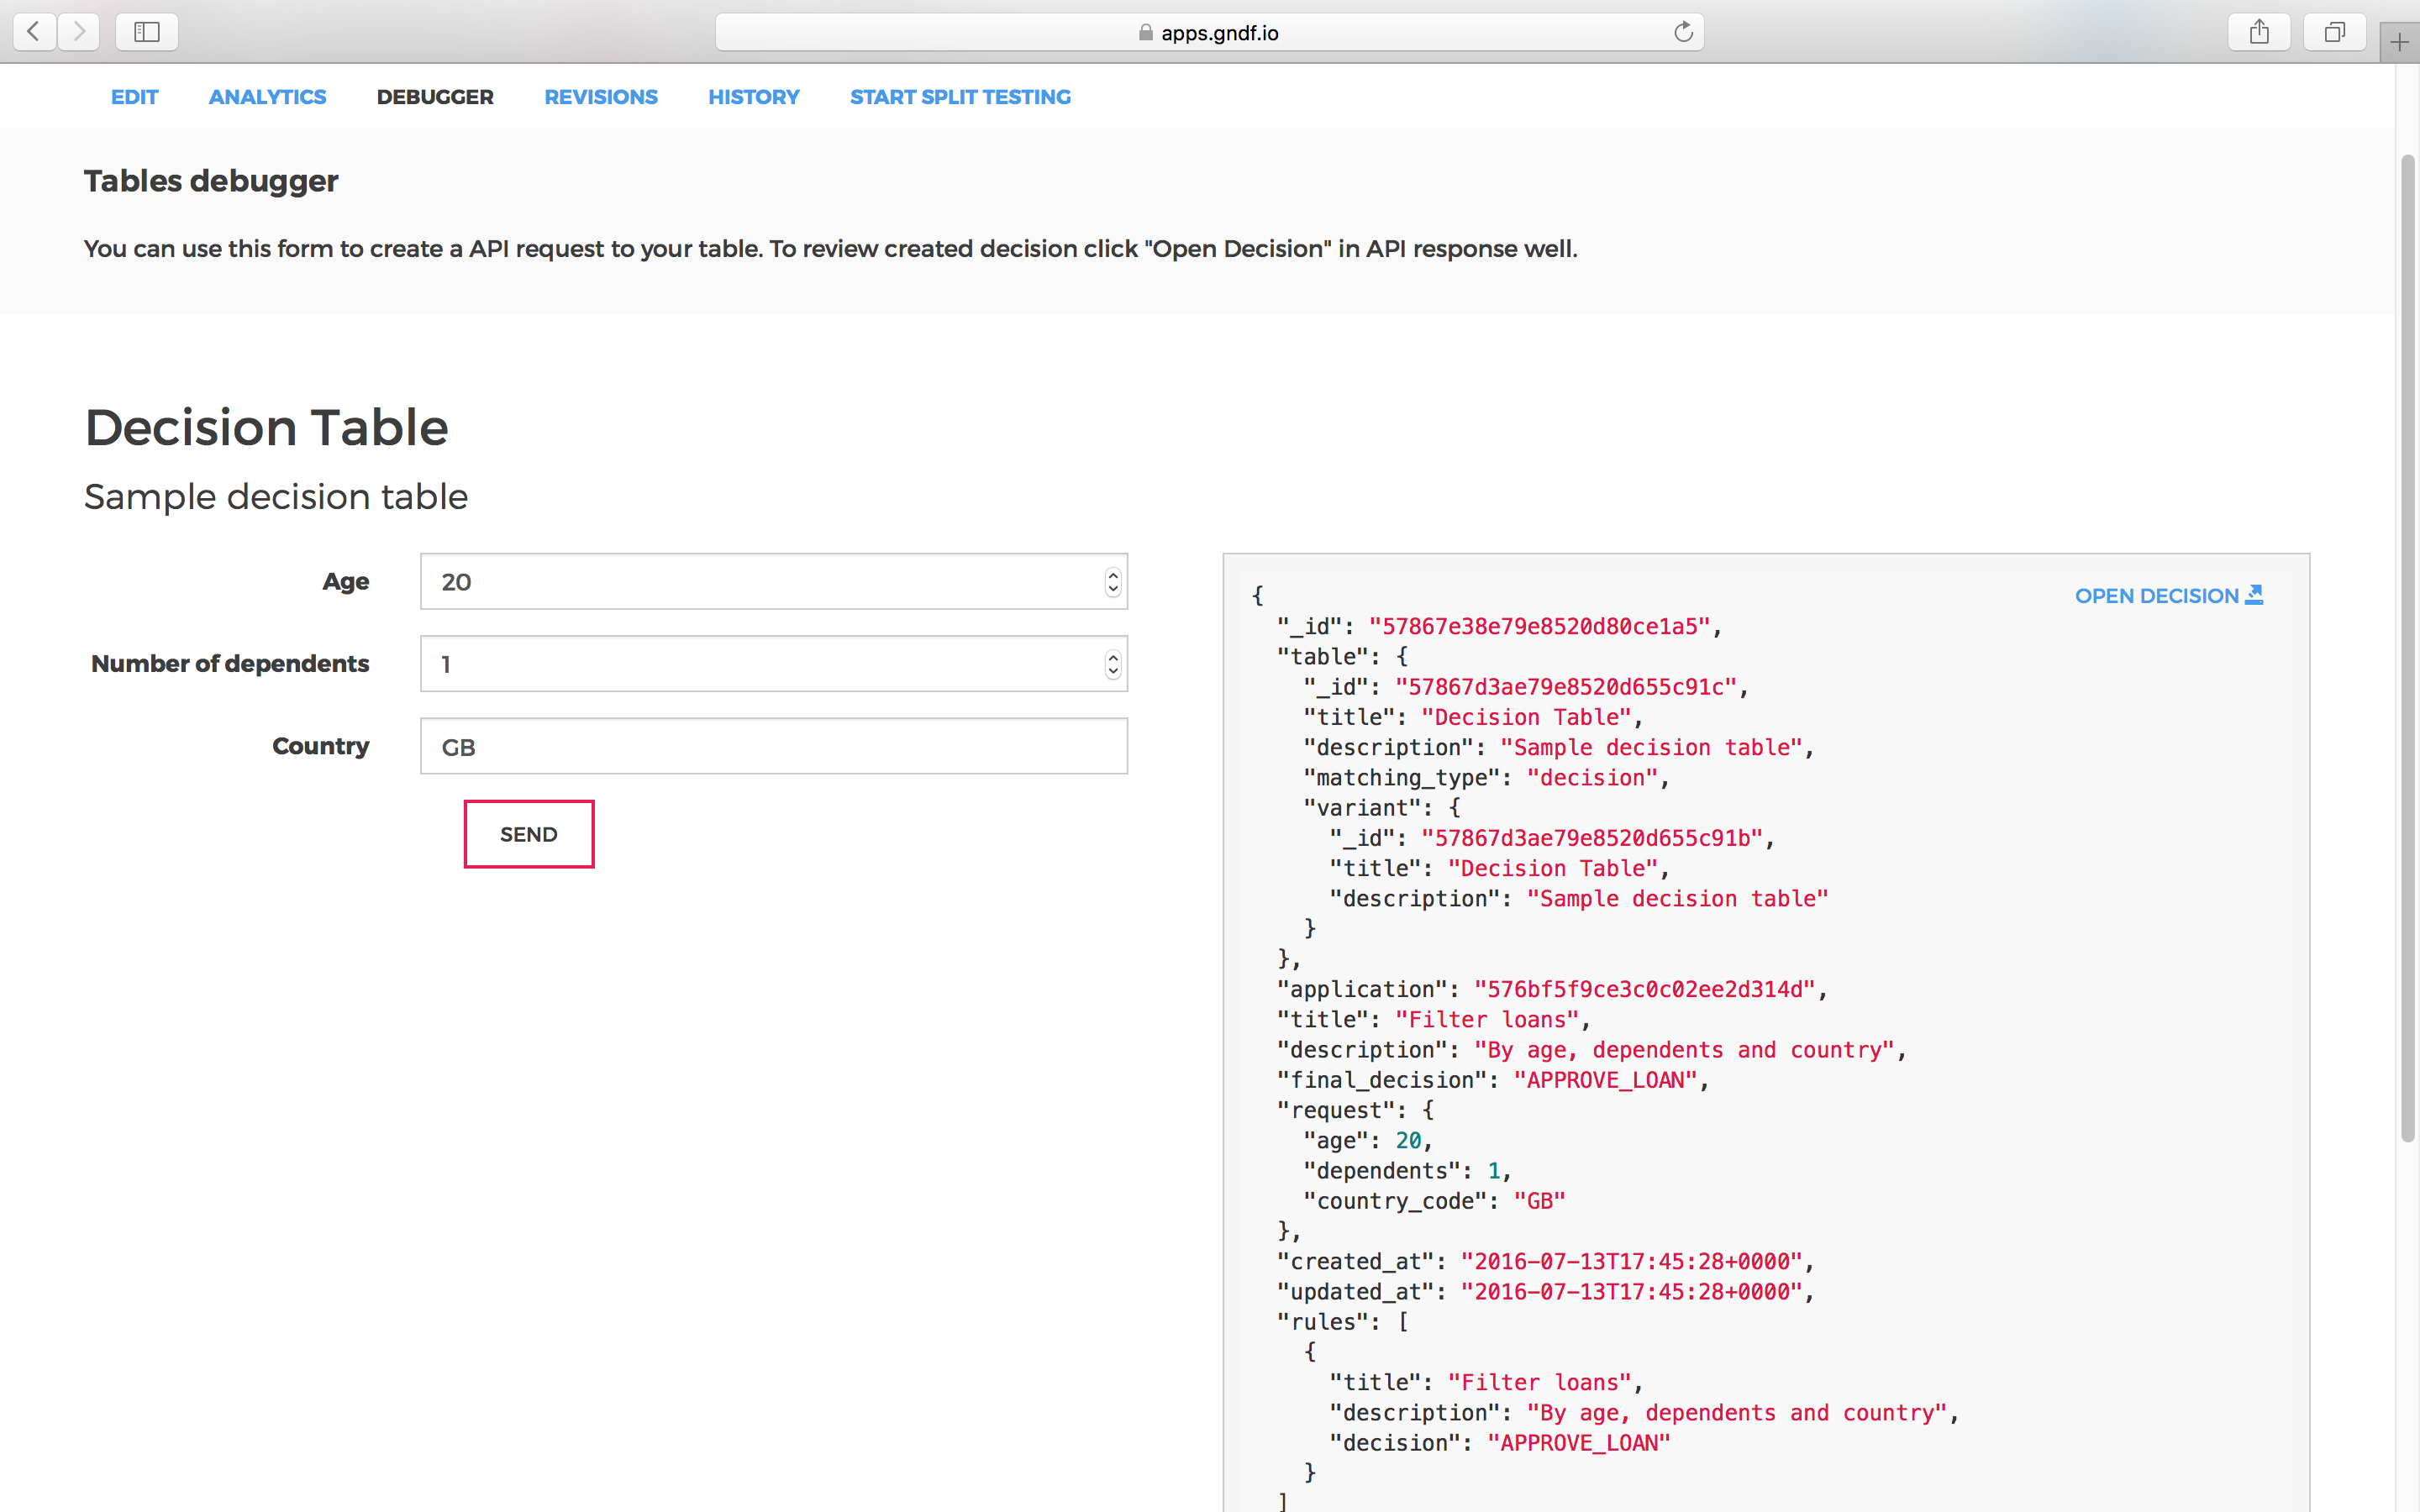 apps.gndf.io
EDIT ANALYTICS DEBUGGER REVISIONS HISTORY START SPLIT TESTING
Tables debugger
You can use this form to create a API request to your table. To review created decision click "Open Decision" in API response well.
Decision Table
Sample decision table
Age 20
Number of dependents 1
Country GB
SEND
OPEN DECISION
{
"_id": "57867e38e79e8520d80ce1a5",
"table": {
"_id": "57867d3ae79e8520d655c91c",
"title": "Decision Table",
"description": "Sample decision table",
"matching_type": "decision",
"variant": {
"_id": "57867d3ae79e8520d655c91b",
"title": "Decision Table",
"description": "Sample decision table"
}
},
"application": "576bf5f9ce3c0c02ee2d314d",
"title": "Filter loans",
"description": "By age, dependents and country",
"final_decision": "APPROVE_LOAN",
"request": {
"age": 20,
"dependents": 1,
"country_code": "GB"
},
"created_at": "2016-07-13T17:45:28+0000",
"updated_at": "2016-07-13T17:45:28+0000",
"rules": [
{
"title": "Filter loans",
"description": "By age, dependents and country",
"decision": "APPROVE_LOAN"
}
]